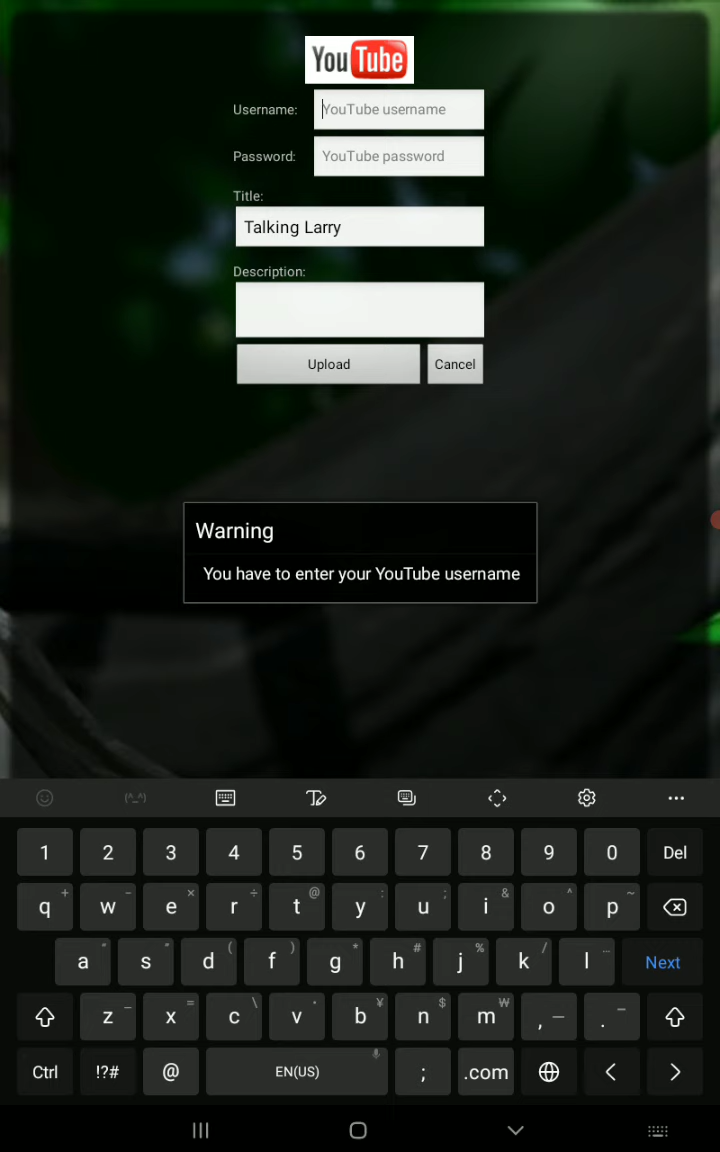 YouTube
Username: YouTube username
Password: YouTube password
Title:
Talking Larry
Description:
Upload Cancel
Warning
You have to enter your YouTube username
(^_^)
1 2 3 4 5 6 7 8 9 0 Del
q + w - e × r ÷ t @ y : u ; i & o ^ p ~
a " s " d ( f ) g * h # j % k / l ... Next
z _ x = c \ v · b ¥ n $ m ₩ , — . –
Ctrl !?# @ EN(US) ; .com < >